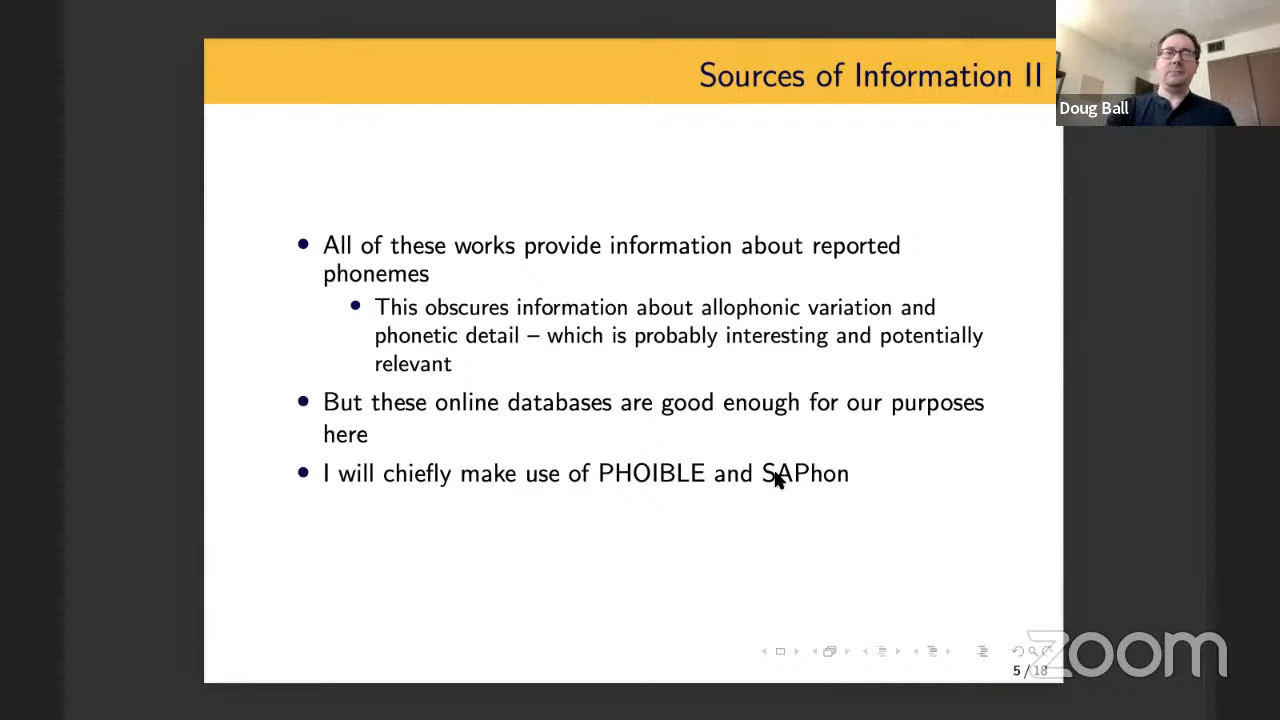 Sources of Information II
Doug Ball
• All of these works provide information about reported
phonemes
• This obscures information about allophonic variation and
phonetic detail – which is probably interesting and potentially
relevant
• But these online databases are good enough for our purposes
here
• I will chiefly make use of PHOIBLE and SAPhon
5 / 18
zoom